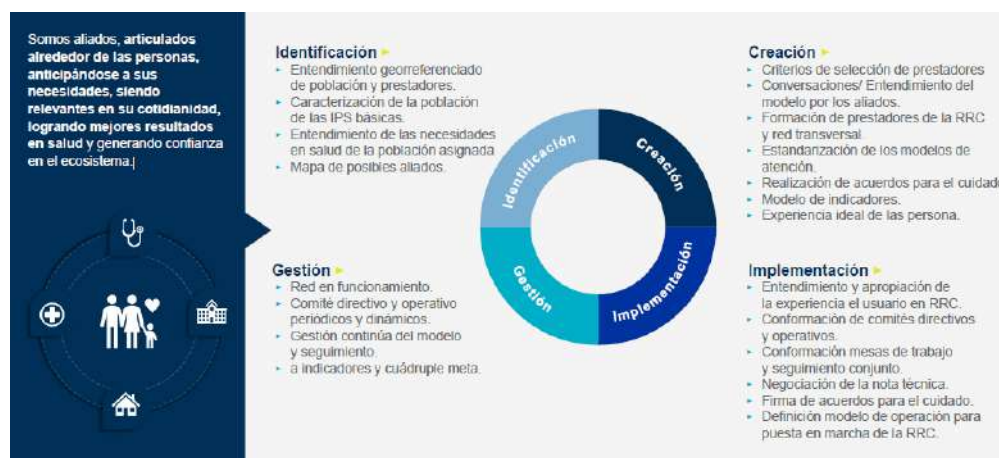 Somos aliados, articulados
alrededor de las personas,
anticipándose a sus
necesidades, siendo
relevantes en su cotidianidad,
logrando mejores resultados
en salud y generando confianza
en el ecosistema.|
Identificación
Entendimiento georreferenciado
de población y prestadores.
Caracterización de la población
de las IPS básicas.
Entendimiento de las necesidades
en salud de la población asignada
Mapa de posibles aliados.
Creación
Criterios de selección de prestadores
Conversaciones/ Entendimiento del
modelo por los aliados.
Formación de prestadores de la RRC
y red transversal.
Estandarización de los modelos de
atención.
Realización de acuerdos para el cuidado
Modelo de indicadores.
Experiencia ideal de las persona.
Identificación
Creación
Gestión
Implementación
Gestión
Red en funcionamiento.
Comité directivo y operativo
periódicos y dinámicos.
Gestión continúa del modelo
y seguimiento.
a indicadores y cuádruple meta.
Implementación
Entendimiento y apropiación de
la experiencia el usuario en RRC.
Conformación de comités directivos
y operativos.
Conformación mesas de trabajo
y seguimiento conjunto.
Negociación de la nota técnica.
Firma de acuerdos para el cuidado.
Definición modelo de operación para
puesta en marcha de la RRC.